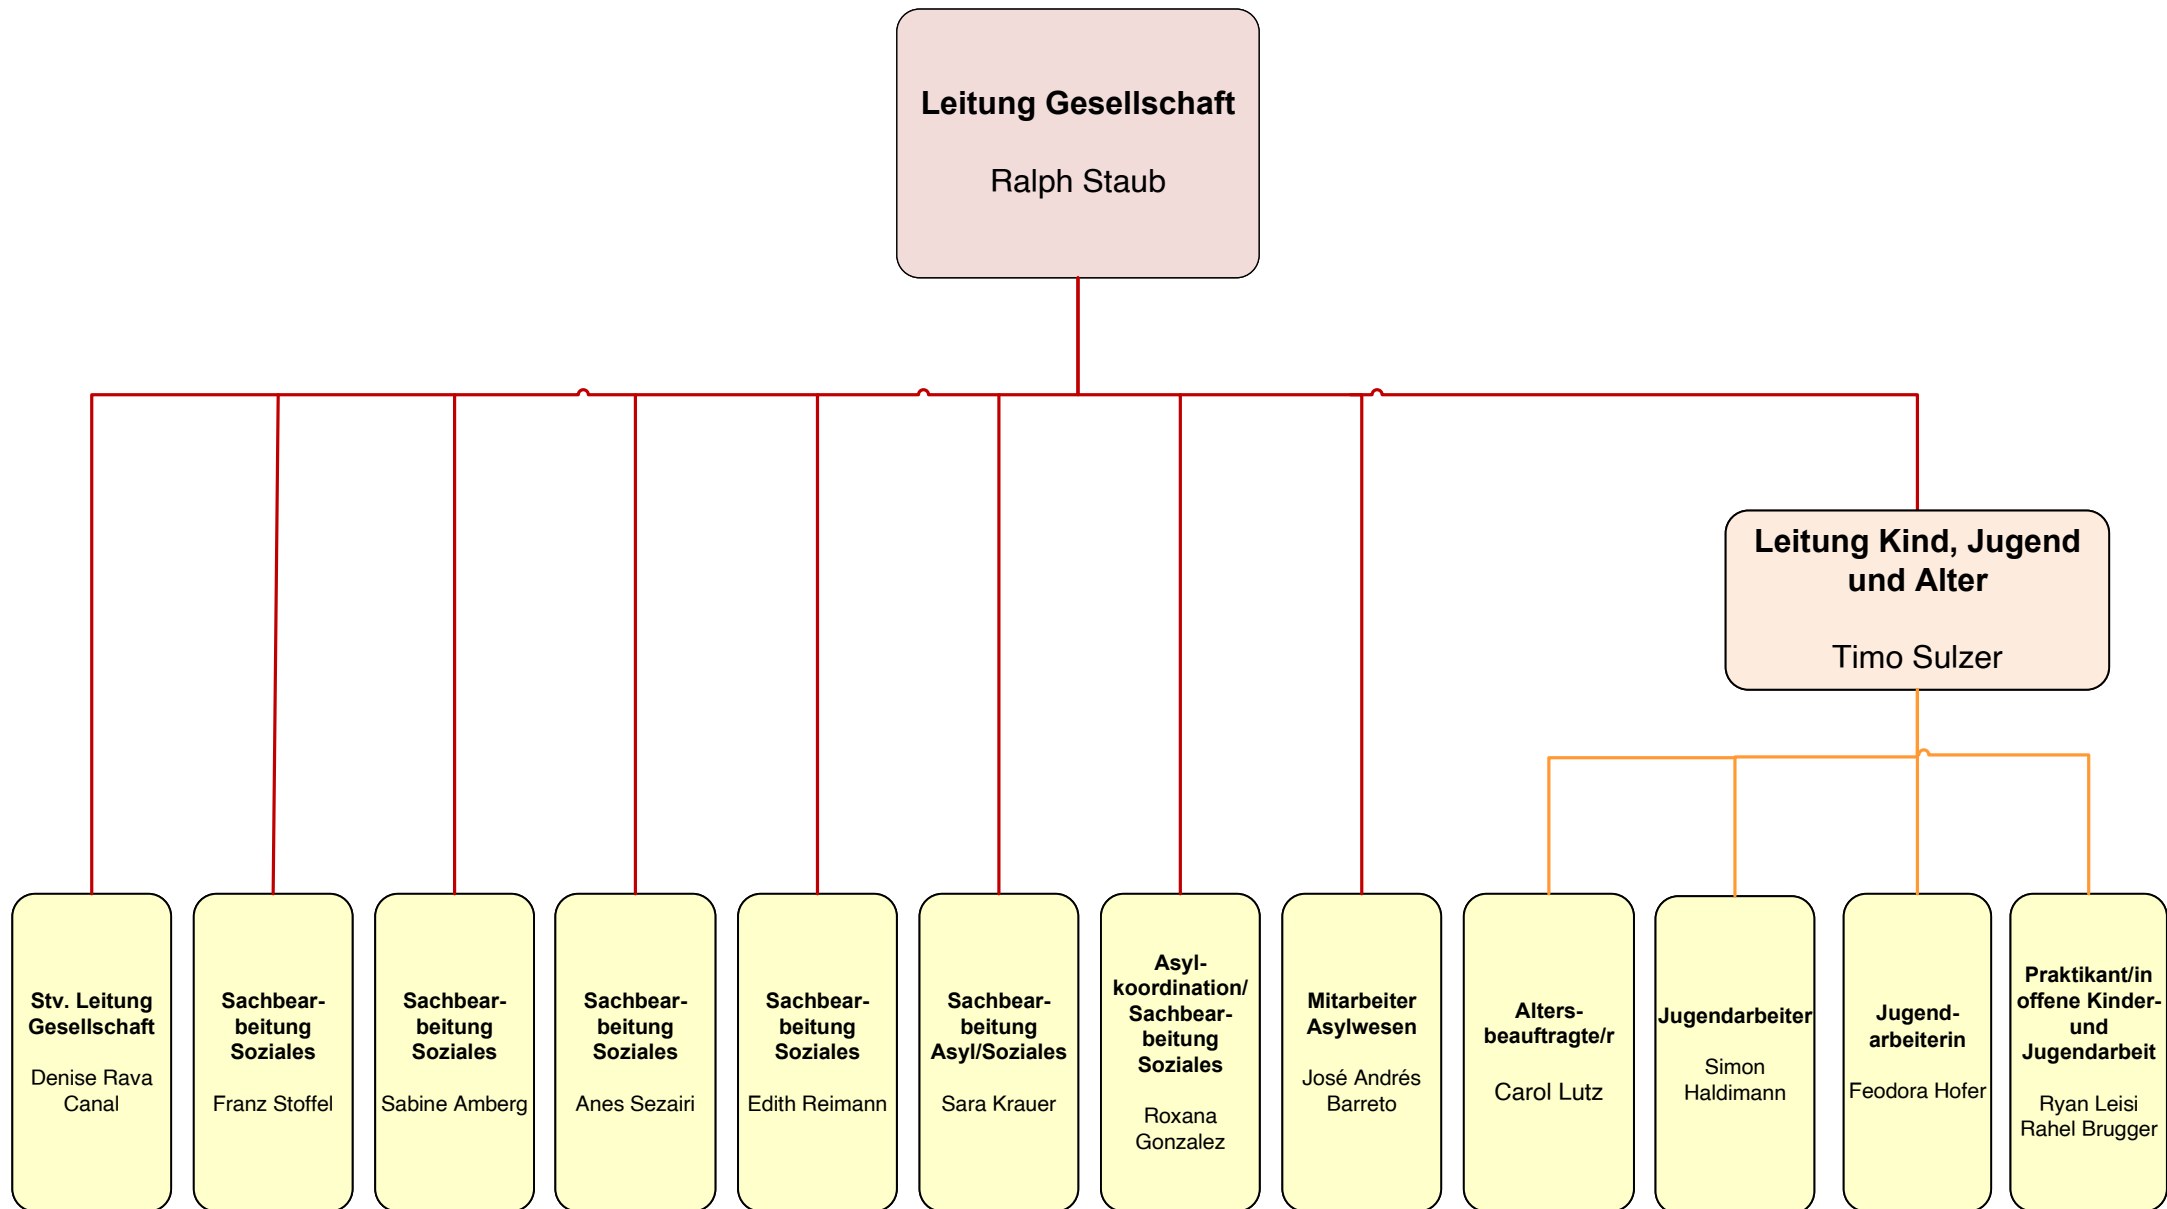 Leitung Gesellschaft
Ralph Staub
Leitung Kind, Jugend
und Alter
Timo Sulzer
Stv. Leitung
Gesellschaft
Denise Rava
Canal
Sachbear-
beitung
Soziales
Franz Stoffel
Sachbear-
beitung
Soziales
Sabine Amberg
Sachbear-
beitung
Soziales
Anes Sezairi
Sachbear-
beitung
Soziales
Edith Reimann
Sachbear-
beitung
Asyl/Soziales
Sara Krauer
Asyl-
koordination/
Sachbear-
beitung
Soziales
Roxana
Gonzalez
Mitarbeiter
Asylwesen
José Andrés
Barreto
Alters-
beauftragte/r
Carol Lutz
Jugendarbeiter
Simon
Haldimann
Jugend-
arbeiterin
Feodora Hofer
Praktikant/in
offene Kinder-
und
Jugendarbeit
Ryan Leisi
Rahel Brugger